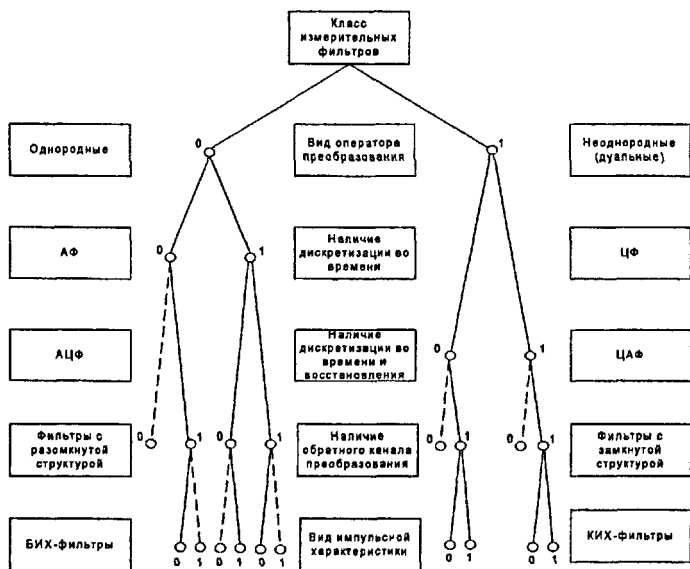 Класс
измерительных
фильтров
0
1
Однородные
Вид оператора
преобразования
Неоднородные
(дуальные)
0
1
АФ
Наличие
дискретизации во
времени
ЦФ
0
1
АЦФ
Наличие
дискретизации во
времени и
восстановления
ЦАФ
0
1
0
1
0
1
0
1
Фильтры с
разомкнутой
структурой
Наличие
обратного канала
преобразования
Фильтры с
замкнутой
структурой
БИХ-фильтры
Вид импульсной
характеристики
КИХ-фильтры
0 1 0 1 0 1
0 1
0 1